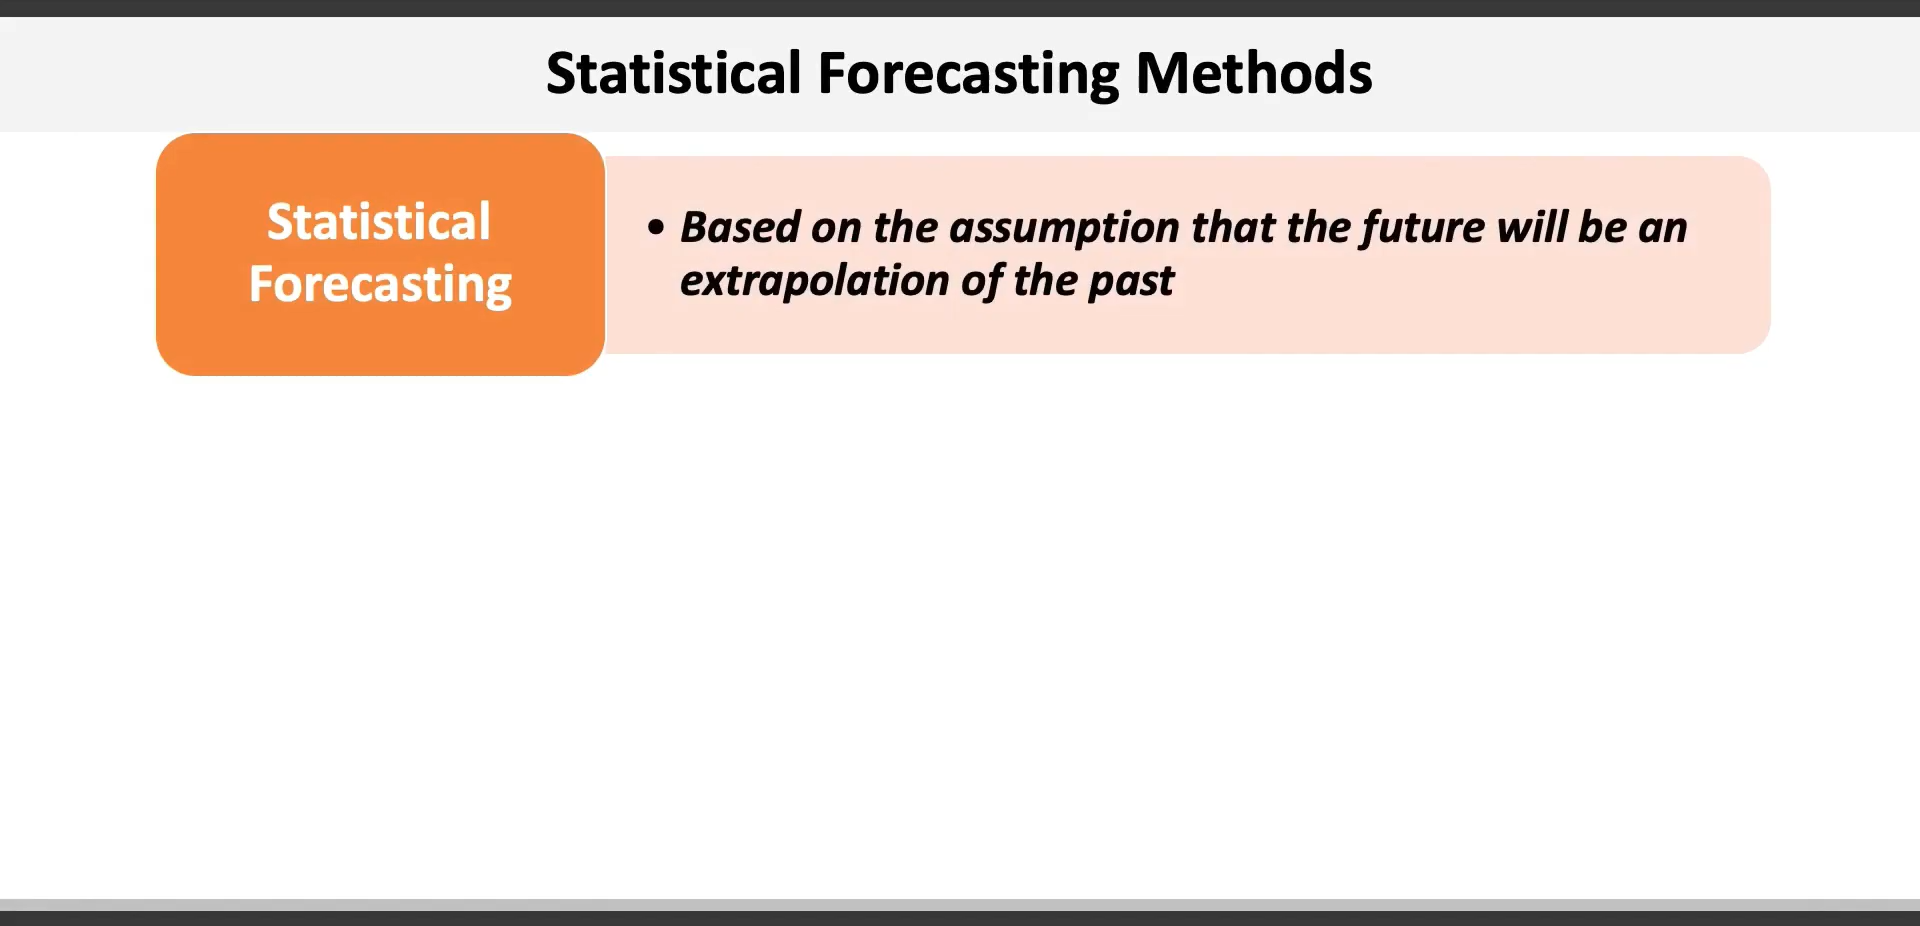 Statistical Forecasting Methods
Statistical
Forecasting
• Based on the assumption that the future will be an
extrapolation of the past